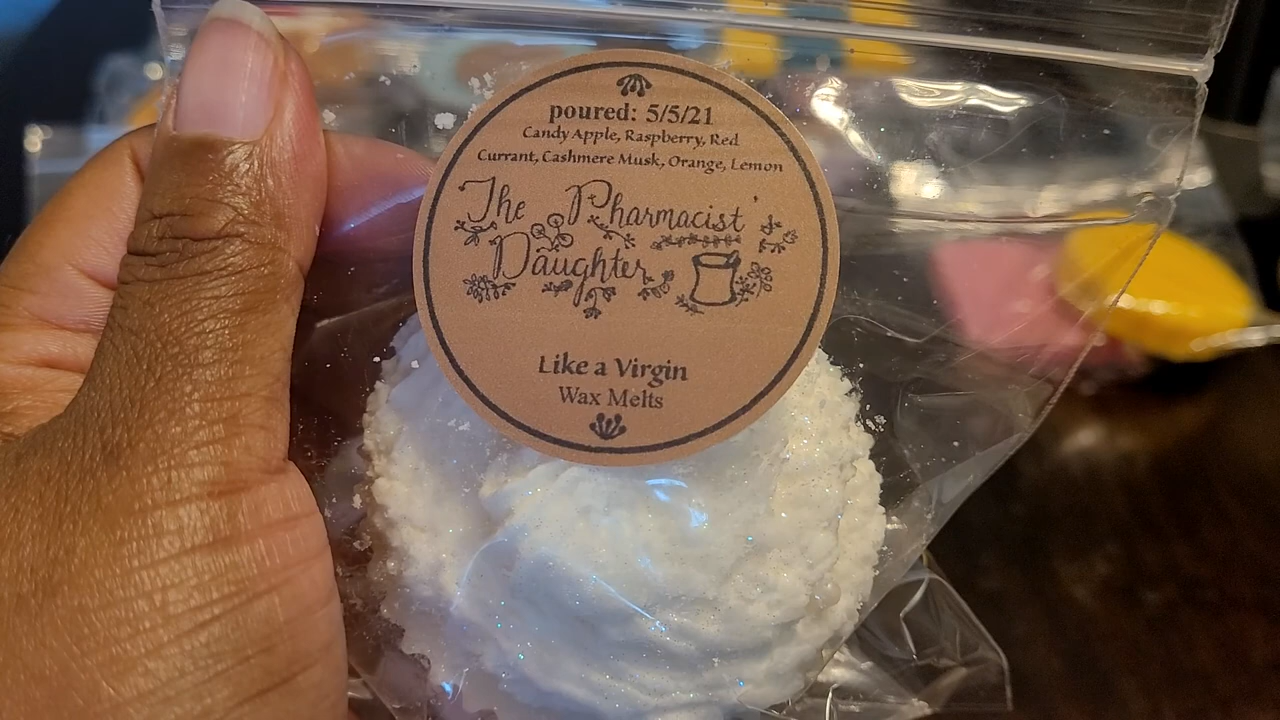 poured: 5/5/21
Candy Apple, Raspberry, Red
Currant, Cashmere Musk, Orange, Lemon
The Pharmacist's
Daughter
Like a Virgin
Wax Melts